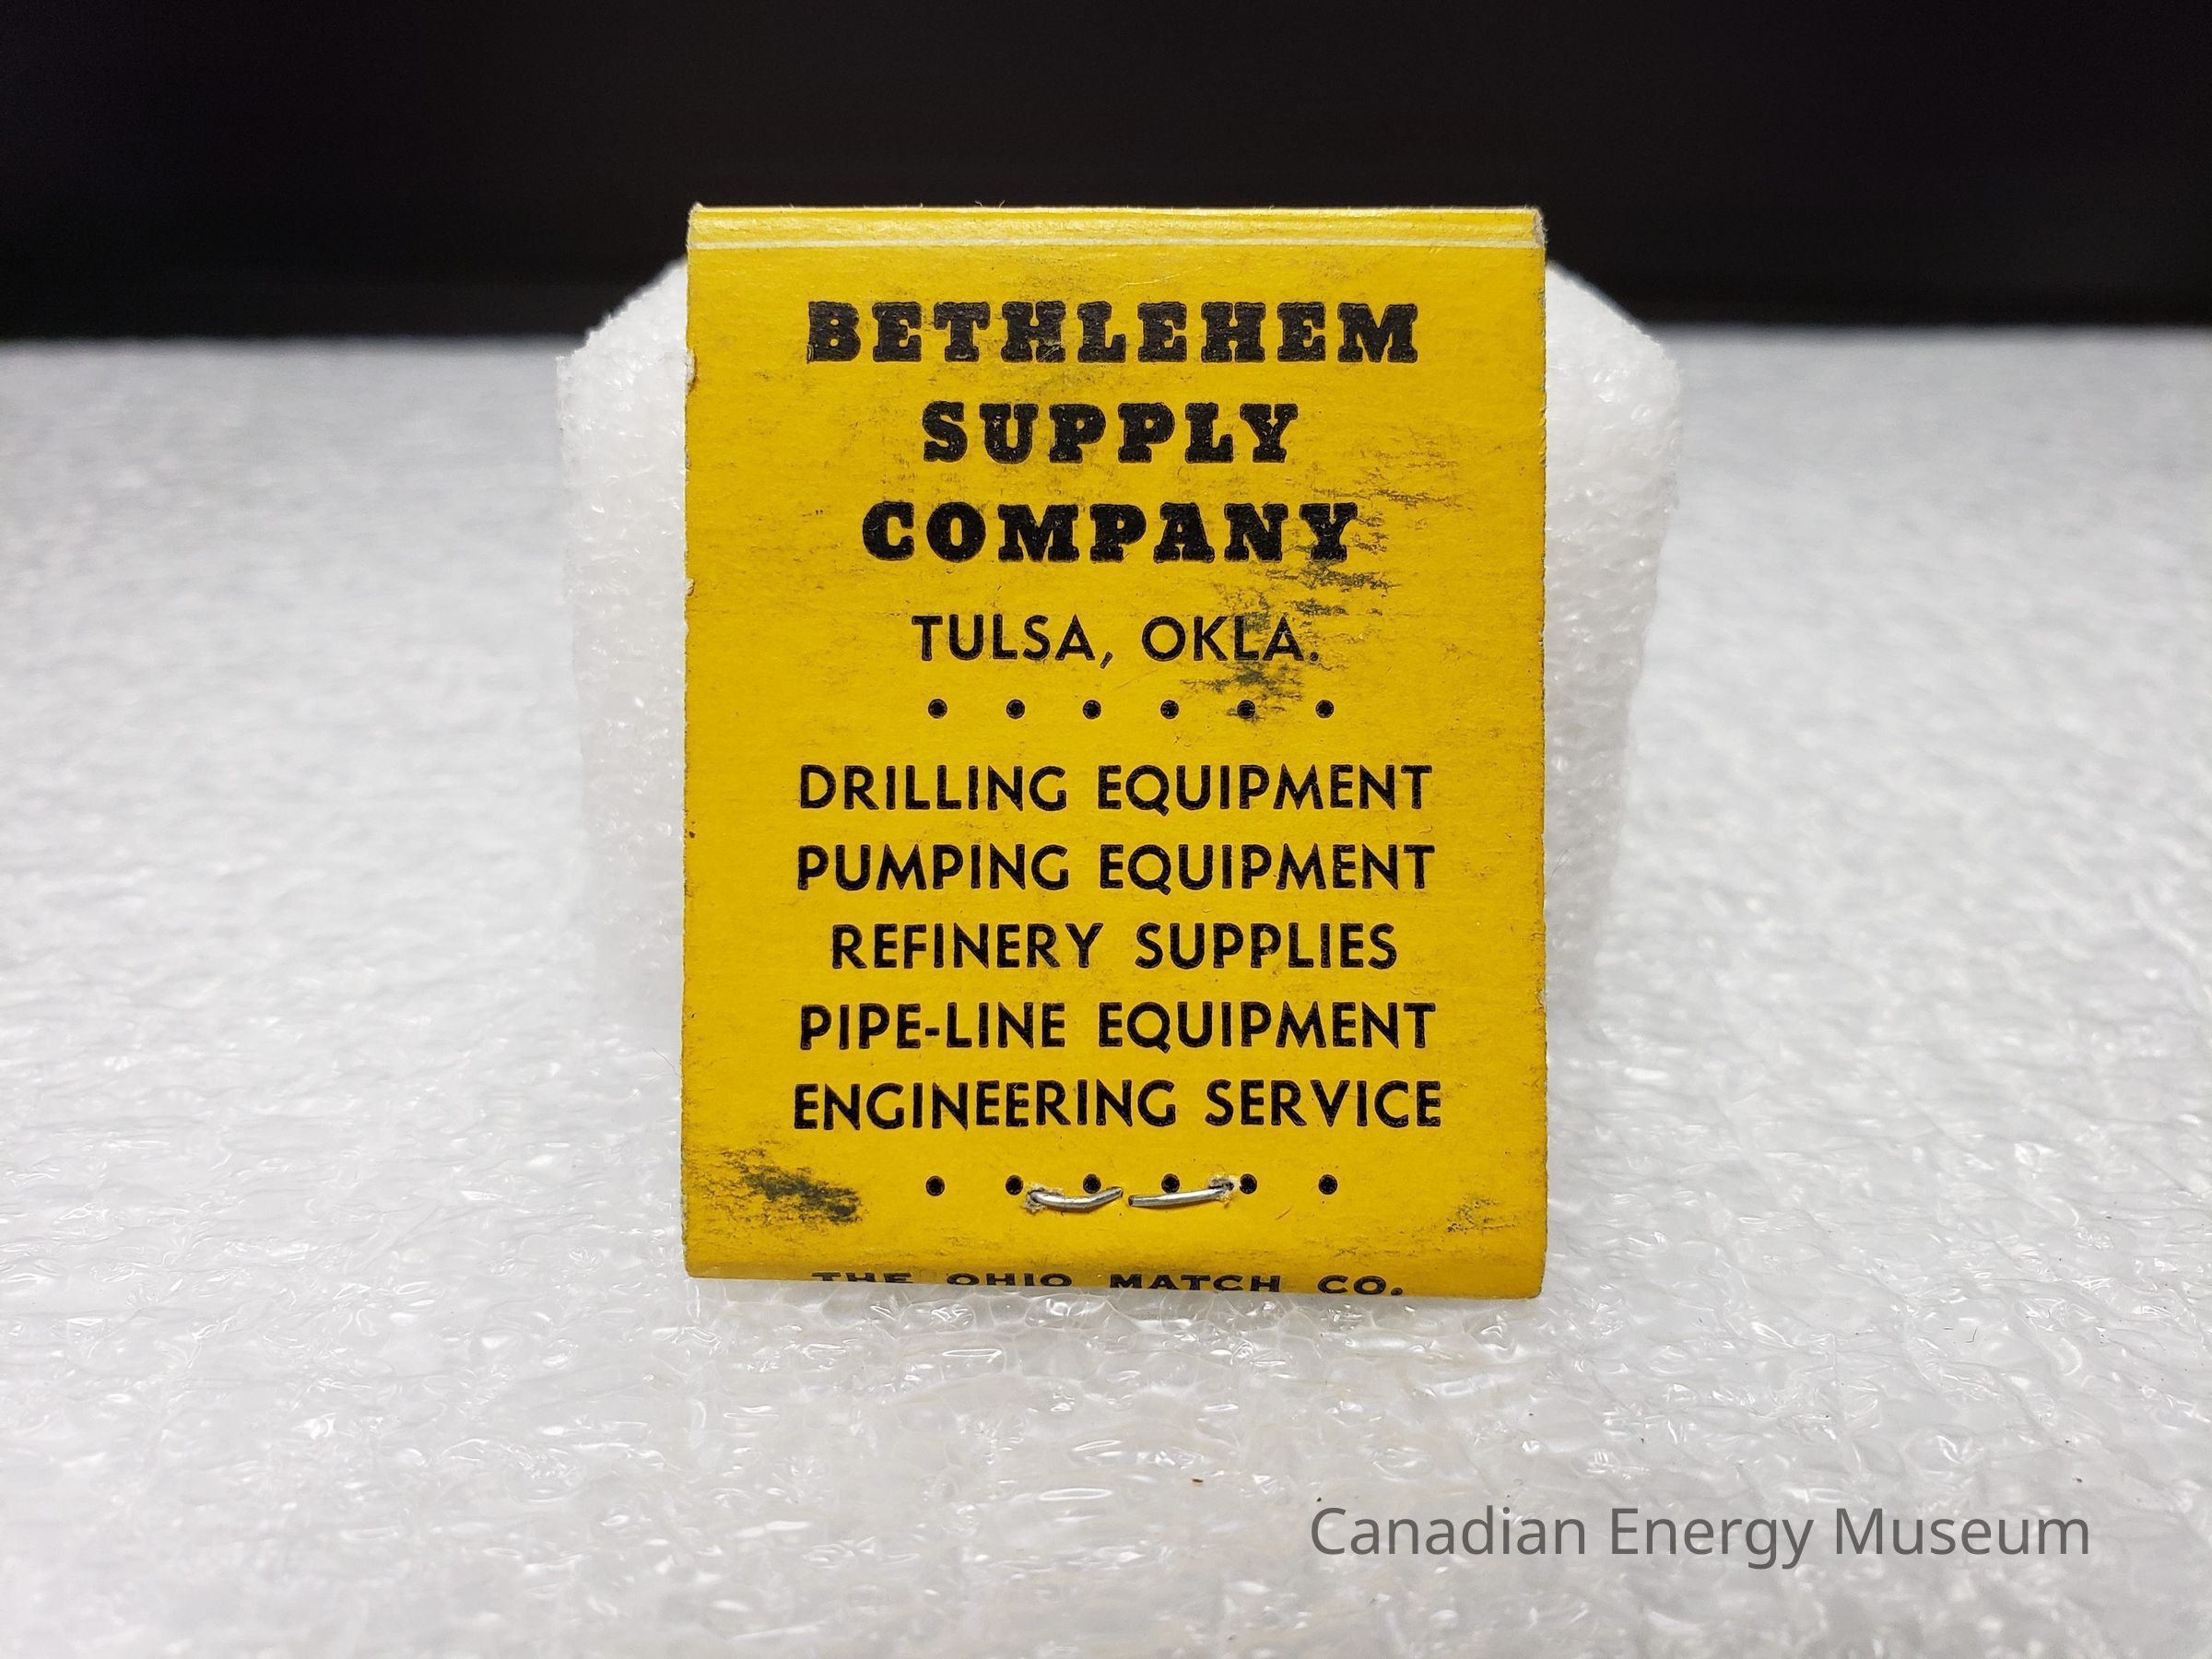 BETHLEHEM
SUPPLY
COMPANY
TULSA, OKLA.
DRILLING EQUIPMENT
PUMPING EQUIPMENT
REFINERY SUPPLIES
PIPE-LINE EQUIPMENT
ENGINEERING SERVICE
THE OHIO MATCH CO.
Canadian Energy Museum